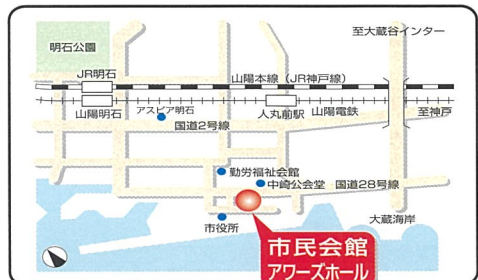 至大蔵谷インター
明石公園
JR明石
山陽本線（JR神戸線）
山陽明石
アスピア明石
人丸前駅
山陽電鉄
至神戸
国道2号線
勤労福祉会館
中崎公会堂
国道28号線
市役所
大蔵海岸
市民会館
アワーズホール